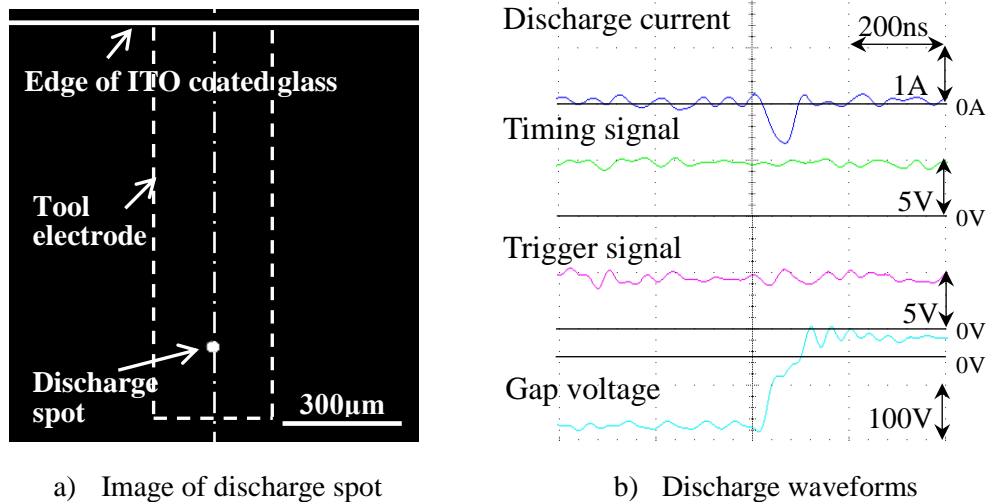 Edge of ITO coated glass
Tool
electrode
Discharge
spot
300μm
a) Image of discharge spot
Discharge current
200ns
1A
0A
Timing signal
5V
0V
Trigger signal
5V
0V
0V
Gap voltage
100V
b) Discharge waveforms